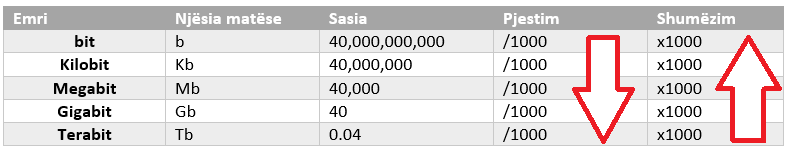 Emri Njësia matëse Sasia Pjestim Shumëzim
bit b 40,000,000,000 /1000 x1000
Kilobit Kb 40,000,000 /1000 x1000
Megabit Mb 40,000 /1000 x1000
Gigabit Gb 40 /1000 x1000
Terabit Tb 0.04 /1000 x1000